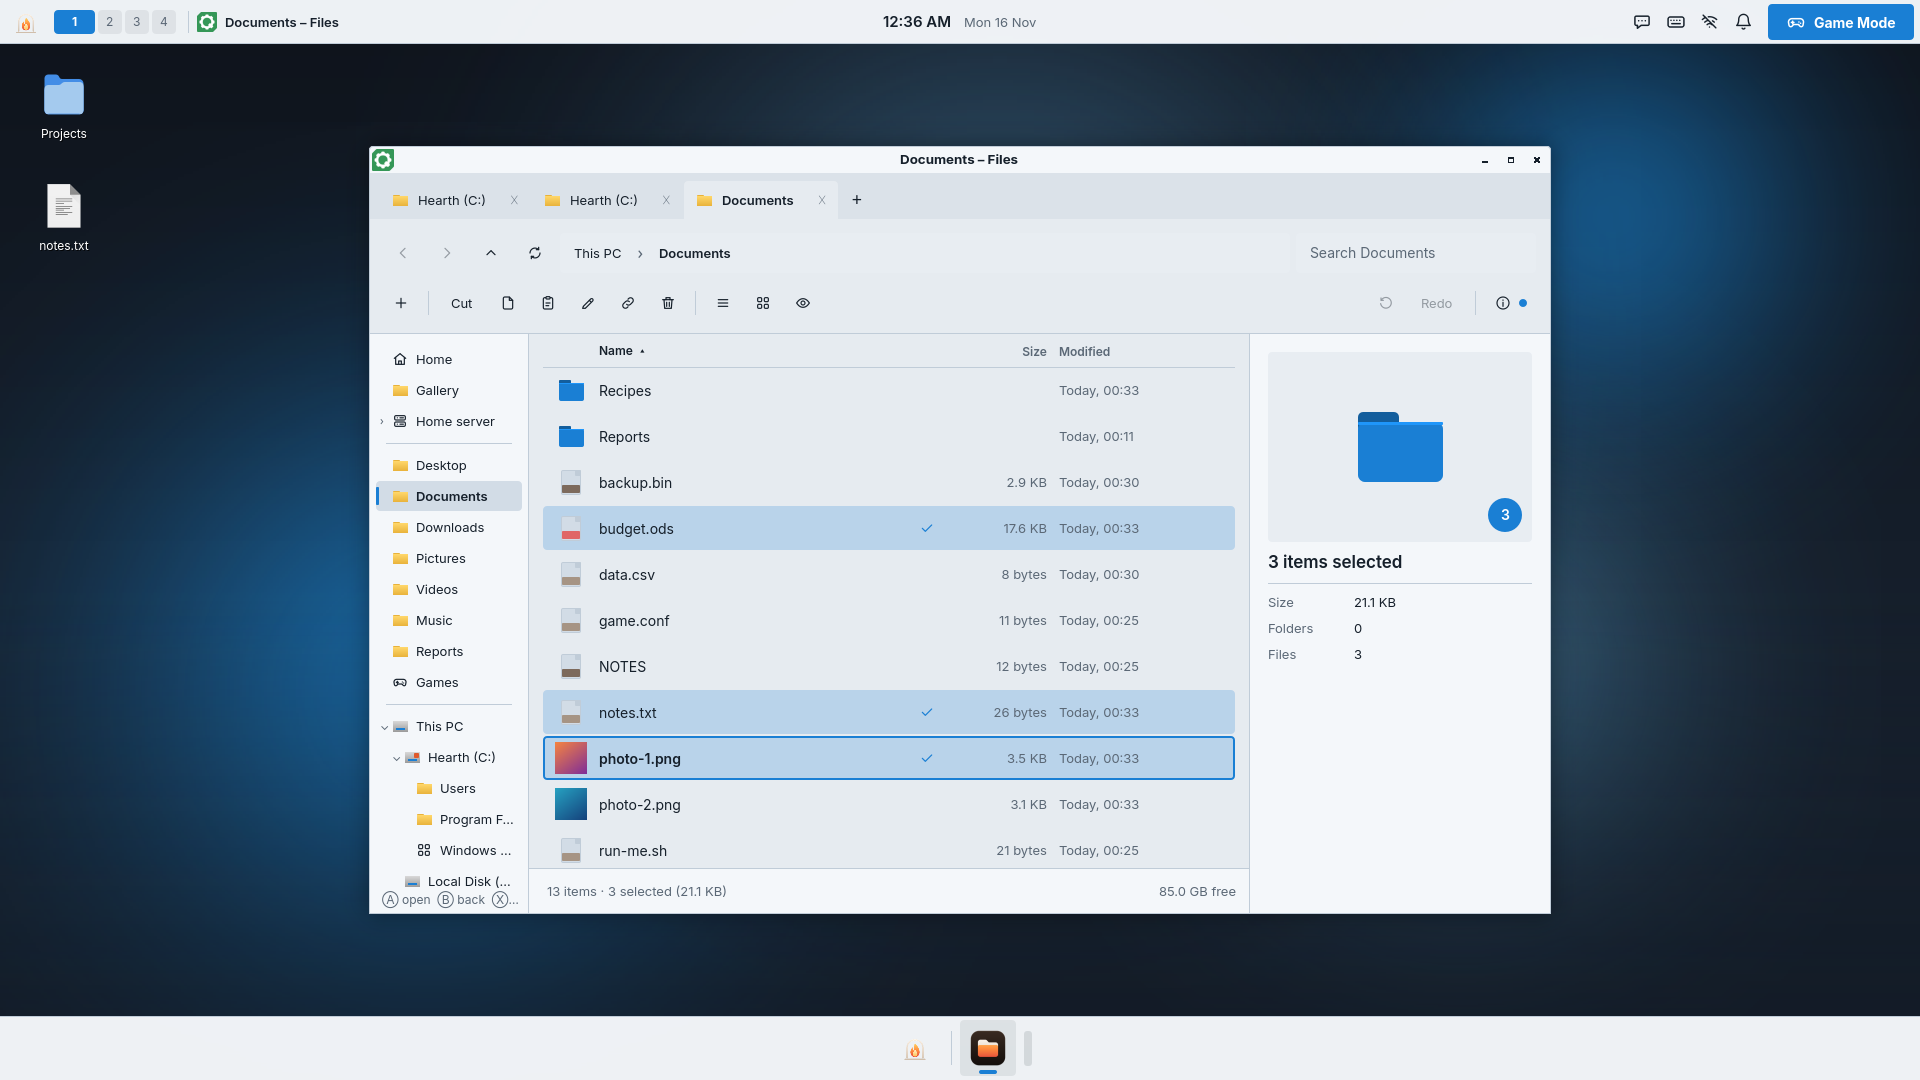 1 2 3 4 Documents – Files 12:36 AM Mon 16 Nov Game Mode
Projects
notes.txt
Documents – Files
Hearth (C:) X Hearth (C:) X Documents X +
This PC › Documents Search Documents
Cut Redo
Home
Gallery
Home server
Desktop
Documents
Downloads
Pictures
Videos
Music
Reports
Games
This PC
Hearth (C:)
Users
Program F...
Windows ...
Local Disk (...
A open B back X...
Name Size Modified
Recipes Today, 00:33
Reports Today, 00:11
backup.bin 2.9 KB Today, 00:30
budget.ods 17.6 KB Today, 00:33
data.csv 8 bytes Today, 00:30
game.conf 11 bytes Today, 00:25
NOTES 12 bytes Today, 00:25
notes.txt 26 bytes Today, 00:33
photo-1.png 3.5 KB Today, 00:33
photo-2.png 3.1 KB Today, 00:33
run-me.sh 21 bytes Today, 00:25
13 items · 3 selected (21.1 KB) 85.0 GB free
3
3 items selected
Size 21.1 KB
Folders 0
Files 3